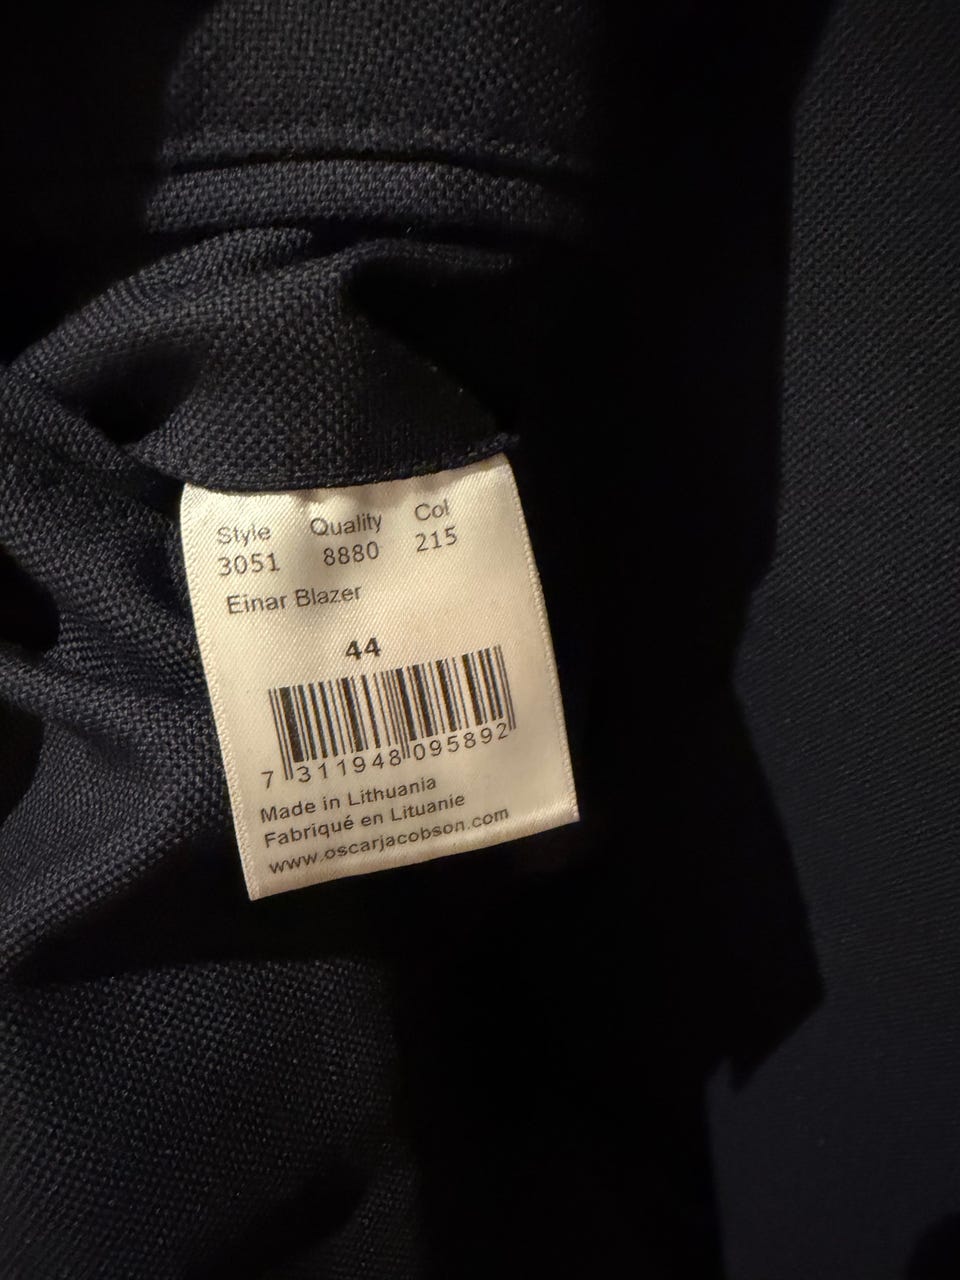 Style Quality Col
3051 8880 215
Einar Blazer
44
7 311948 095892
Made in Lithuania
Fabriqué en Lituanie
www.oscarjacobson.com